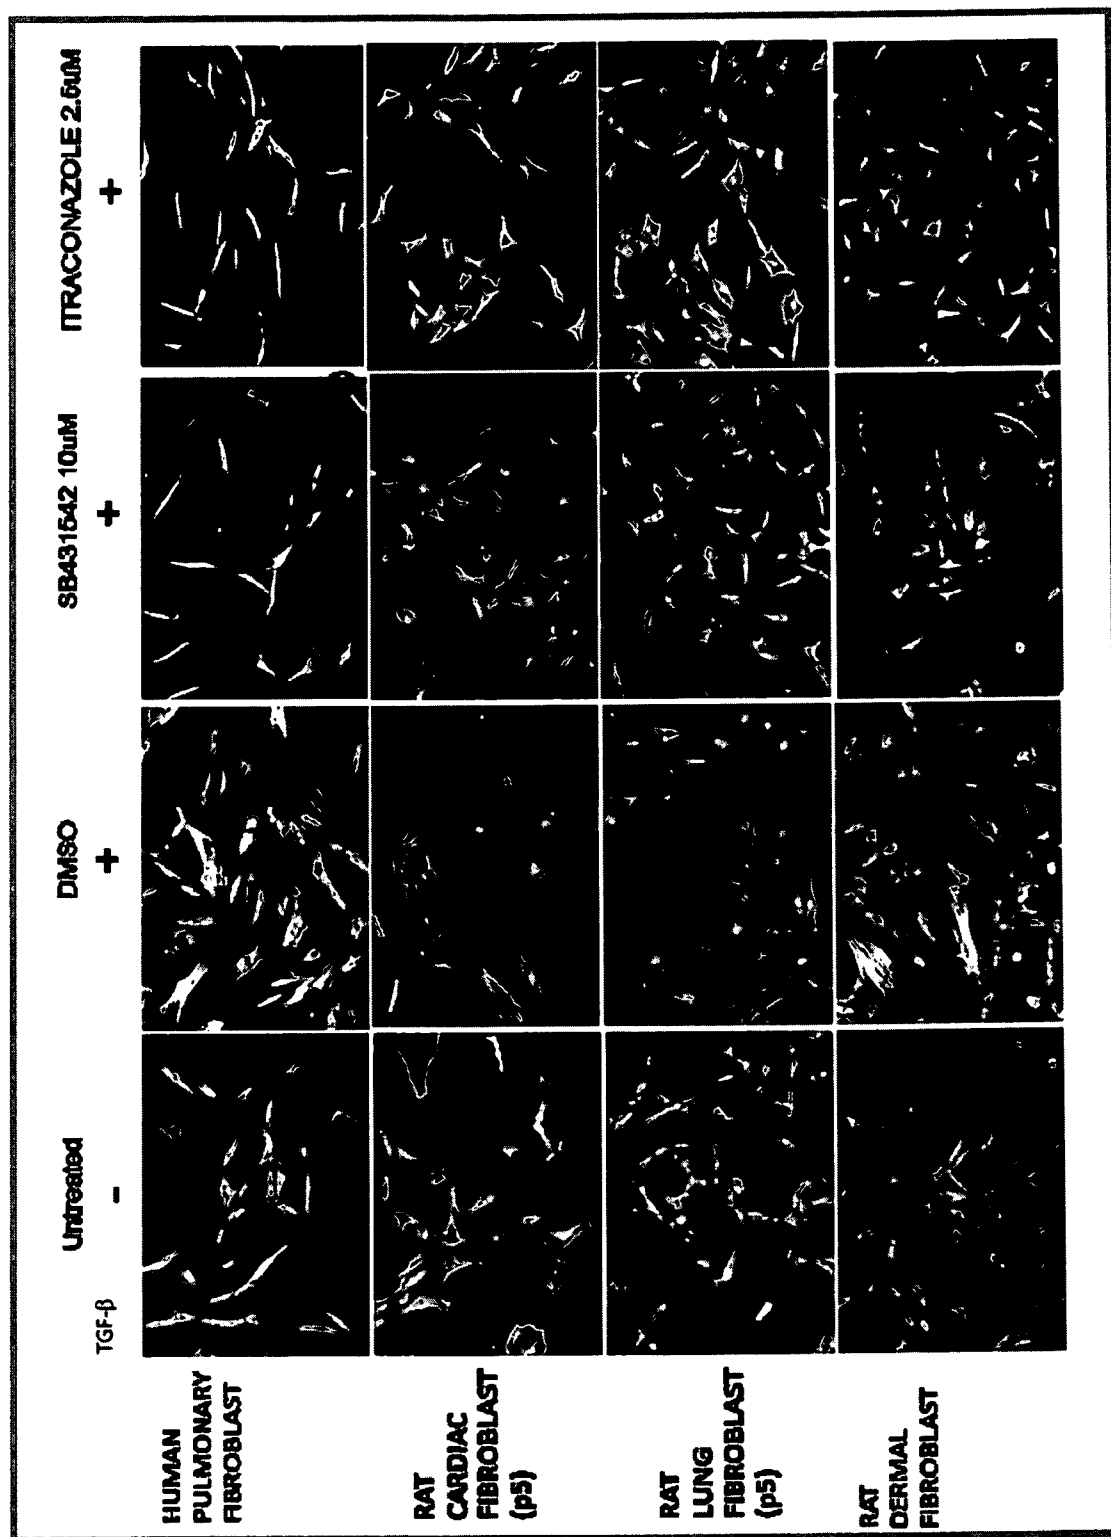 Untreated DMSO SB431542 10uM ITRACONAZOLE 2.5uM
TGF-β - + + +
HUMAN
PULMONARY
FIBROBLAST
RAT
CARDIAC
FIBROBLAST
(p5)
RAT
LUNG
FIBROBLAST
(p5)
RAT
DERMAL
FIBROBLAST